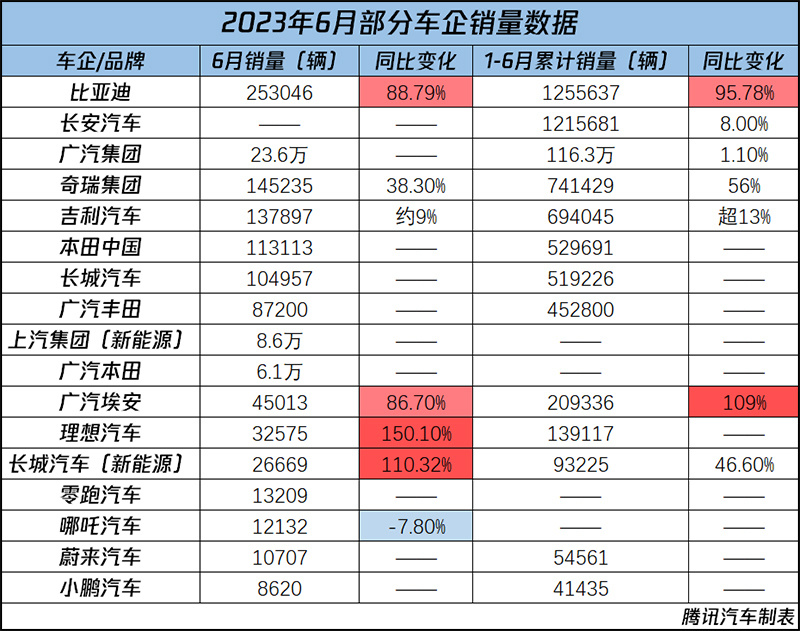 2023年6月部分车企销量数据
车企/品牌 6月销量（辆） 同比变化 1-6月累计销量（辆） 同比变化
比亚迪 253046 88.79% 1255637 95.78%
长安汽车 —— —— 1215681 8.00%
广汽集团 23.6万 —— 116.3万 1.10%
奇瑞集团 145235 38.30% 741429 56%
吉利汽车 137897 约9% 694045 超13%
本田中国 113113 —— 529691 ——
长城汽车 104957 —— 519226 ——
广汽丰田 87200 —— 452800 ——
上汽集团（新能源） 8.6万 —— —— ——
广汽本田 6.1万 —— —— ——
广汽埃安 45013 86.70% 209336 109%
理想汽车 32575 150.10% 139117 ——
长城汽车（新能源） 26669 110.32% 93225 46.60%
零跑汽车 13209 —— —— ——
哪吒汽车 12132 -7.80% —— ——
蔚来汽车 10707 —— 54561 ——
小鹏汽车 8620 —— 41435 ——
腾讯汽车制表